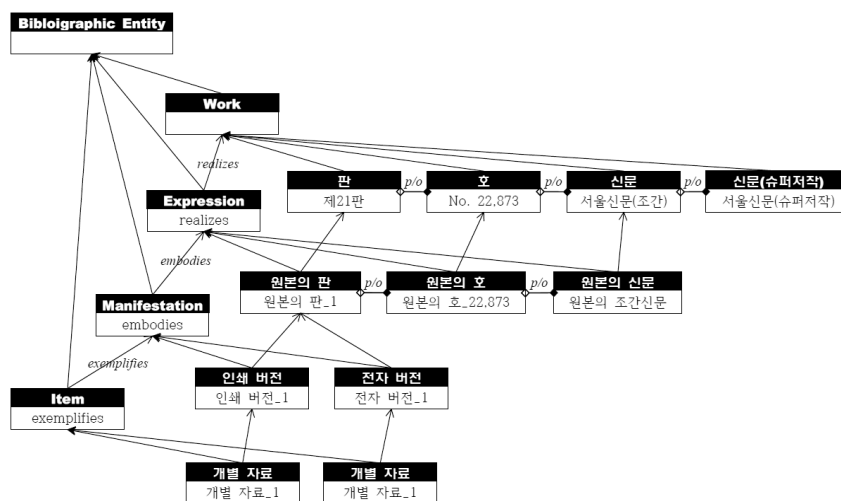 Bibloigraphic Entity
Work
realizes
판
제21판
p/o
호
No. 22,873
p/o
신문
서울신문(조간)
p/o
신문(슈퍼저작)
서울신문(슈퍼저작)
Expression
realizes
embodies
원본의 판
원본의 판_1
p/o
원본의 호
원본의 호_22,873
p/o
원본의 신문
원본의 조간신문
Manifestation
embodies
exemplifies
인쇄 버전
인쇄 버전_1
전자 버전
전자 버전_1
Item
exemplifies
개별 자료
개별 자료_1
개별 자료
개별 자료_1